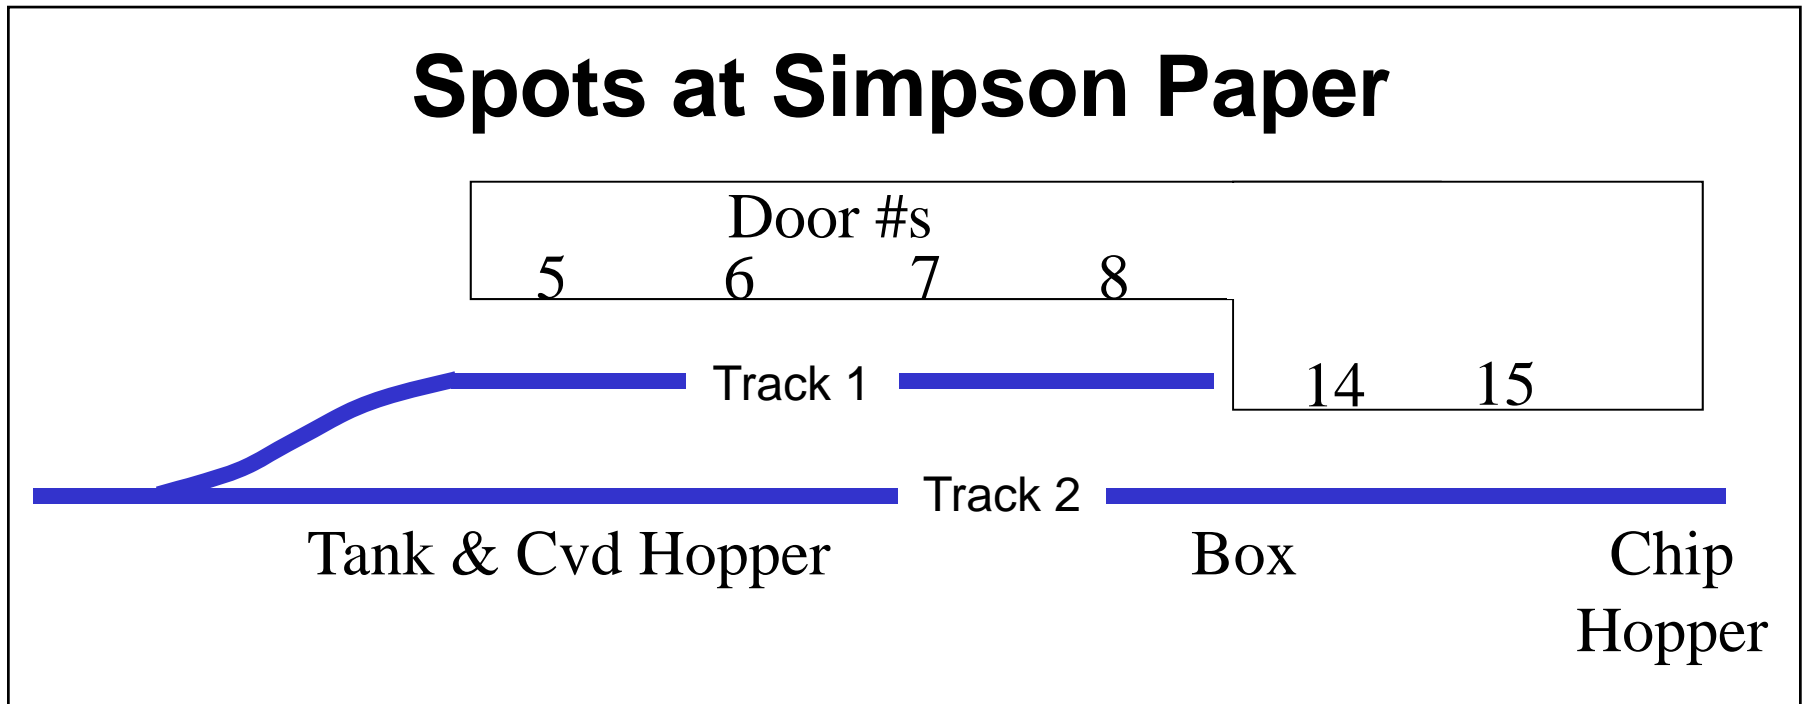 Spots at Simpson Paper
Door #s
5 6 7 8
Track 1
14 15
Track 2
Tank & Cvd Hopper Box Chip
Hopper